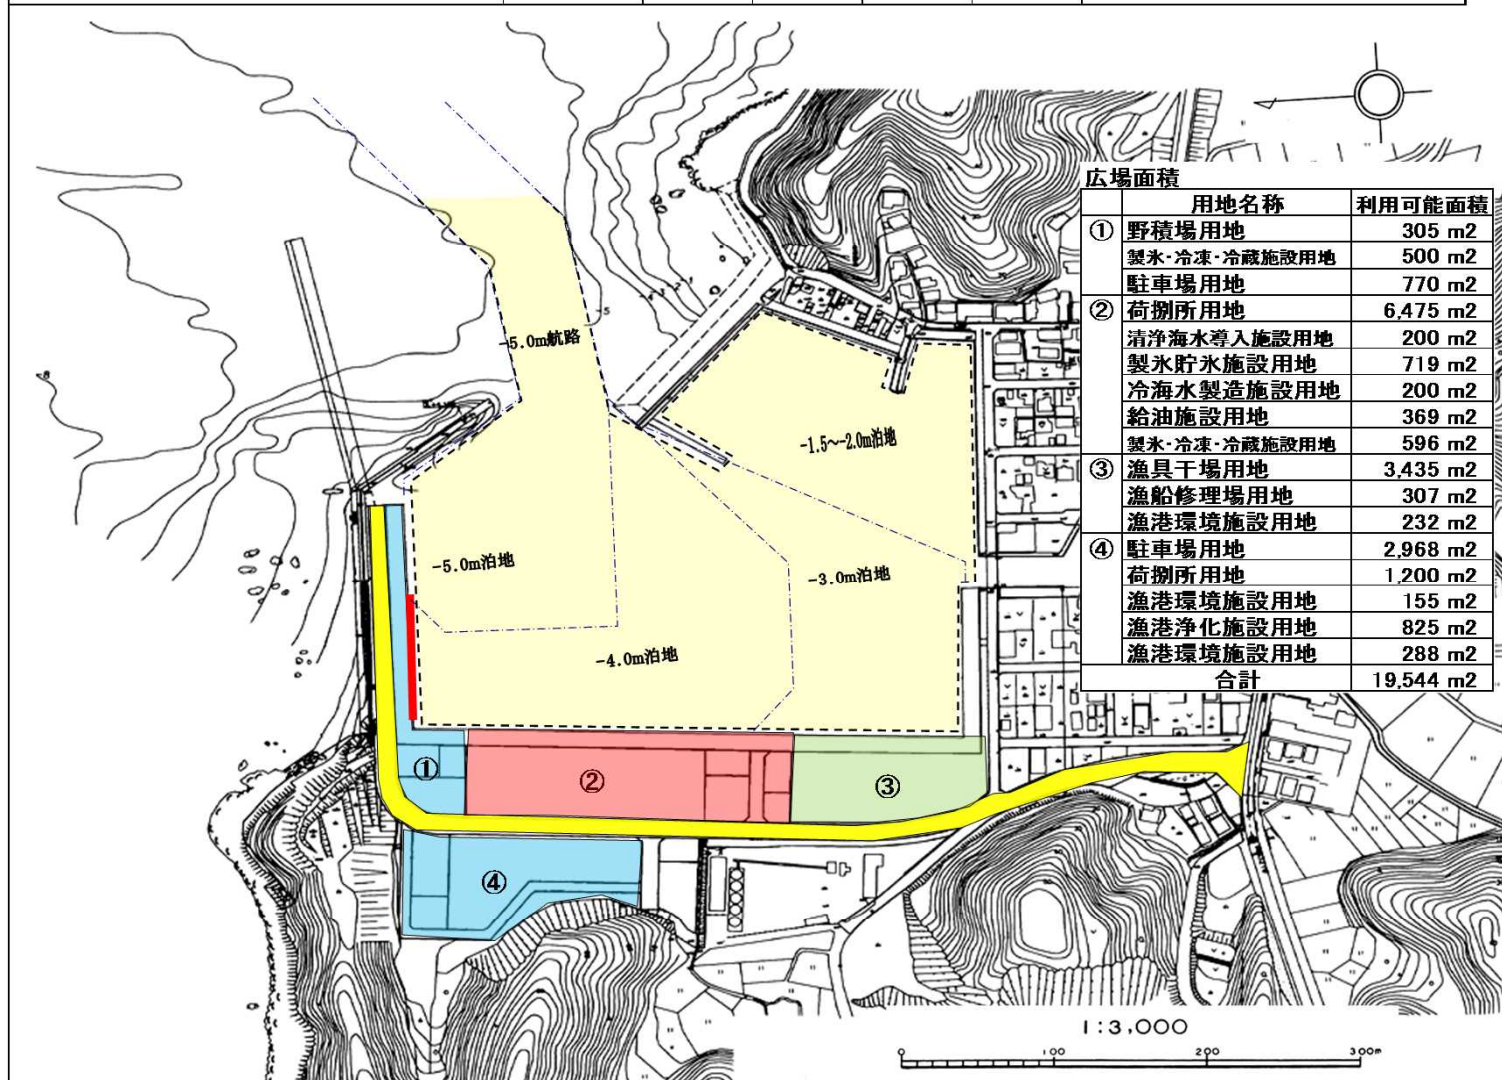 広場面積
用地名称 利用可能面積
① 野積場用地 305 m2
製氷・冷凍・冷蔵施設用地 500 m2
駐車場用地 770 m2
② 荷捌所用地 6,475 m2
清浄海水導入施設用地 200 m2
製氷貯氷施設用地 719 m2
冷海水製造施設用地 200 m2
給油施設用地 369 m2
製氷・冷凍・冷蔵施設用地 596 m2
③ 漁具干場用地 3,435 m2
漁船修理場用地 307 m2
漁港環境施設用地 232 m2
④ 駐車場用地 2,968 m2
荷捌所用地 1,200 m2
漁港環境施設用地 155 m2
漁港浄化施設用地 825 m2
漁港環境施設用地 288 m2
合計 19,544 m2
-5.0m航路
-1.5～-2.0m泊地
-5.0m泊地
-3.0m泊地
-4.0m泊地
①
②
③
④
1:3,000
0 100 200 300m